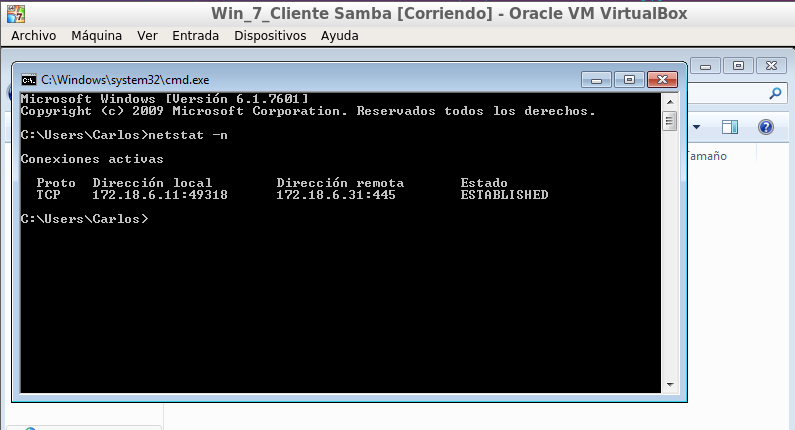 Win_7_Cliente Samba [Corriendo] - Oracle VM VirtualBox
Archivo Máquina Ver Entrada Dispositivos Ayuda
C:\Windows\system32\cmd.exe
Microsoft Windows [Versión 6.1.7601]
Copyright (c) 2009 Microsoft Corporation. Reservados todos los derechos.
C:\Users\Carlos>netstat -n
Conexiones activas
Proto Dirección local Dirección remota Estado
TCP 172.18.6.11:49318 172.18.6.31:445 ESTABLISHED
C:\Users\Carlos>
Tamaño